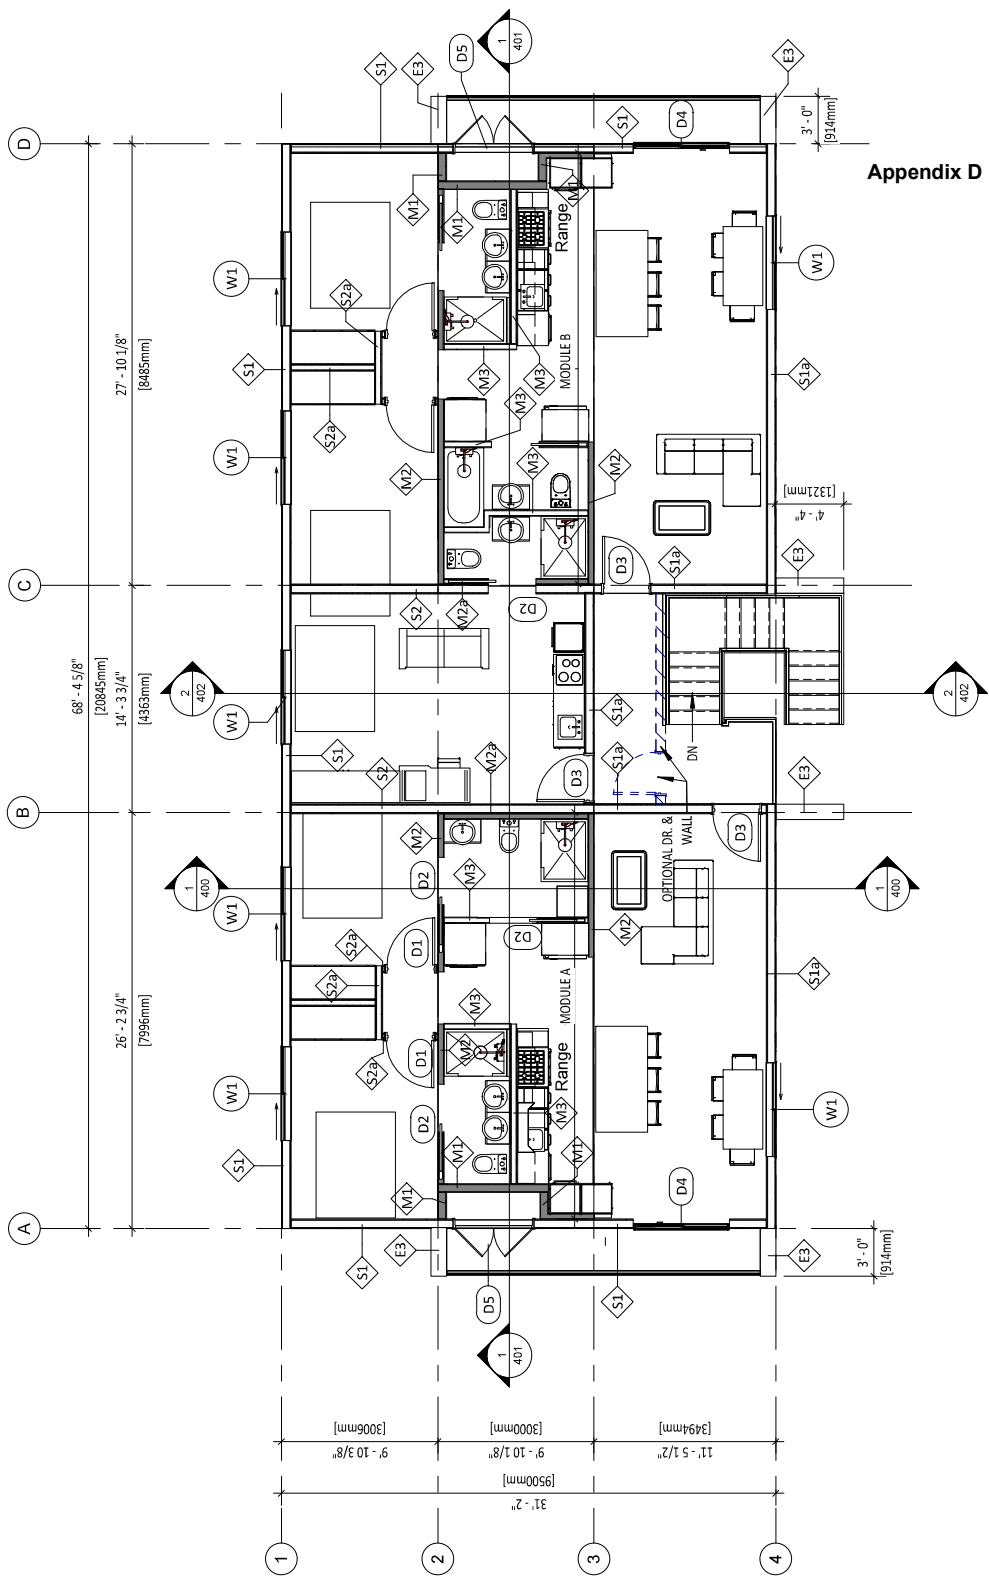 1
401
D5
S1
E3
E3
D
S1
D4
3' - 0"
[914mm]
Appendix D
M1
M1
M1
Range
W1
W1
S2a
27' - 10 1/8"
[8485mm]
S1
S2a
M3
M3
MODULE B
S1a
M3
W1
M2
M3
M2
[1321mm]
4' - 4"
E3
D3
S1a
C
S2
M2a
D2
68' - 4 5/8"
[20845mm]
14' - 3 3/4"
[4363mm]
2
402
2
402
W1
S1a
S1
S2
M2a
D3
S1a
DN
E3
B
M2
OPTIONAL DR. &
WALL
D3
1
400
1
400
D2
M3
W1
D1
D2
M2
S2a
S2a
S1a
26' - 2 3/4"
[7996mm]
MODULE A
M3
D1
M2
S2a
Range
W1
D2
M3
W1
S1
M1
M1
M1
D4
A
S1
E3
E3
3' - 0"
[914mm]
D5
S1
1
401
[3006mm]
9' - 10 3/8"
[3000mm]
9' - 10 1/8"
[3494mm]
11' - 5 1/2"
[9500mm]
31' - 2"
1
2
3
4